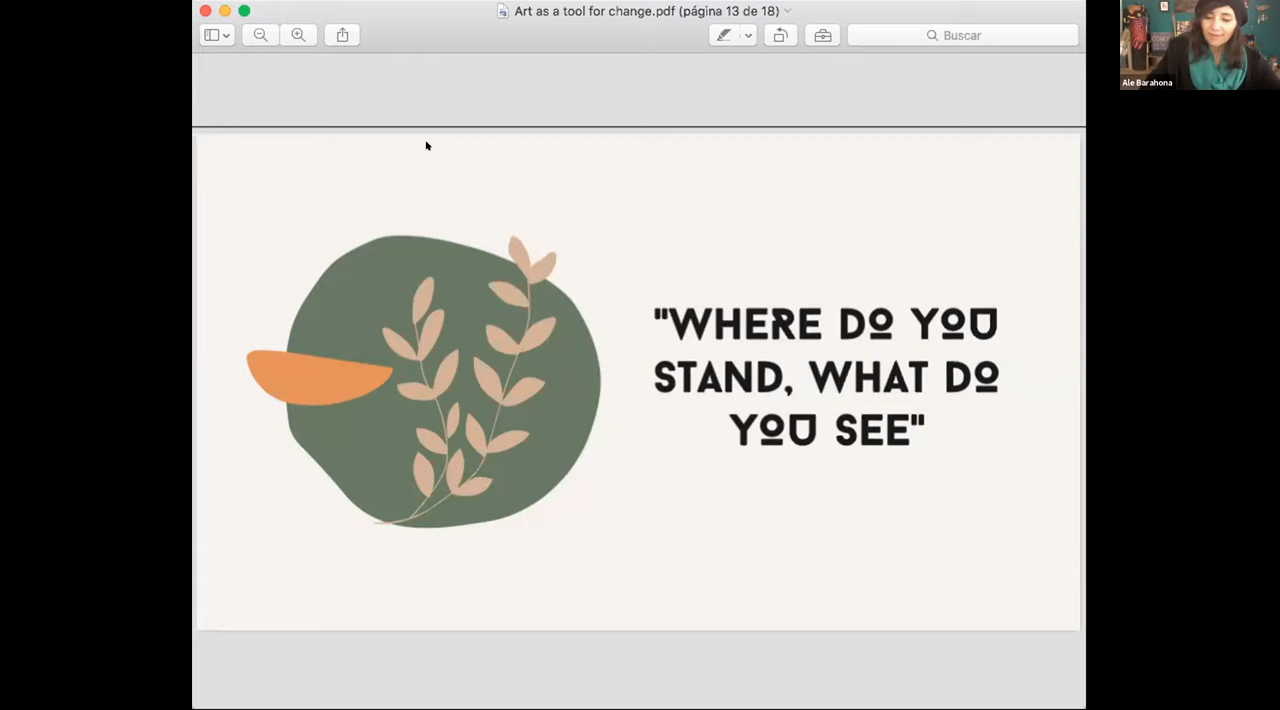 Art as a tool for change.pdf (página 13 de 18)
Buscar
Ale Barahona
"WHERE DO YOU
STAND, WHAT DO
YOU SEE"